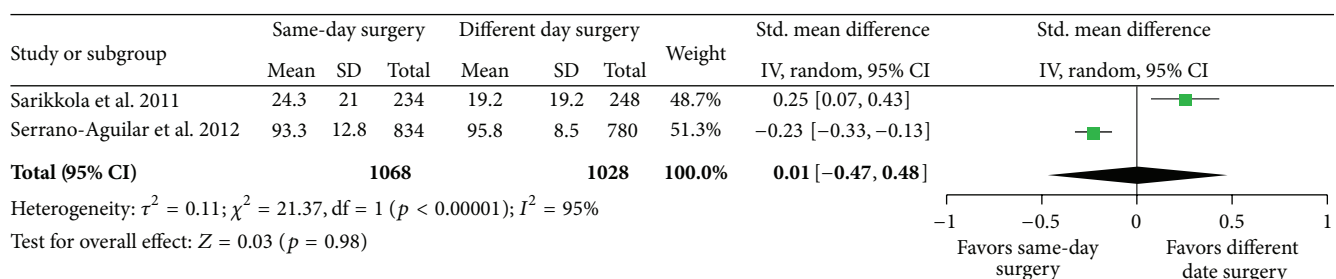 Study or subgroup Same-day surgery Different day surgery Weight Std. mean difference Std. mean difference
Mean SD Total Mean SD Total IV, random, 95% CI IV, random, 95% CI
Sarikkola et al. 2011 24.3 21 234 19.2 19.2 248 48.7% 0.25 [0.07, 0.43]
Serrano-Aguilar et al. 2012 93.3 12.8 834 95.8 8.5 780 51.3% −0.23 [−0.33, −0.13]
Total (95% CI) 1068 1028 100.0% 0.01 [−0.47, 0.48]
Heterogeneity: τ² = 0.11; χ² = 21.37, df = 1 (p < 0.00001); I² = 95%
Test for overall effect: Z = 0.03 (p = 0.98)
−1 −0.5 0 0.5 1
Favors same-day Favors different
surgery date surgery